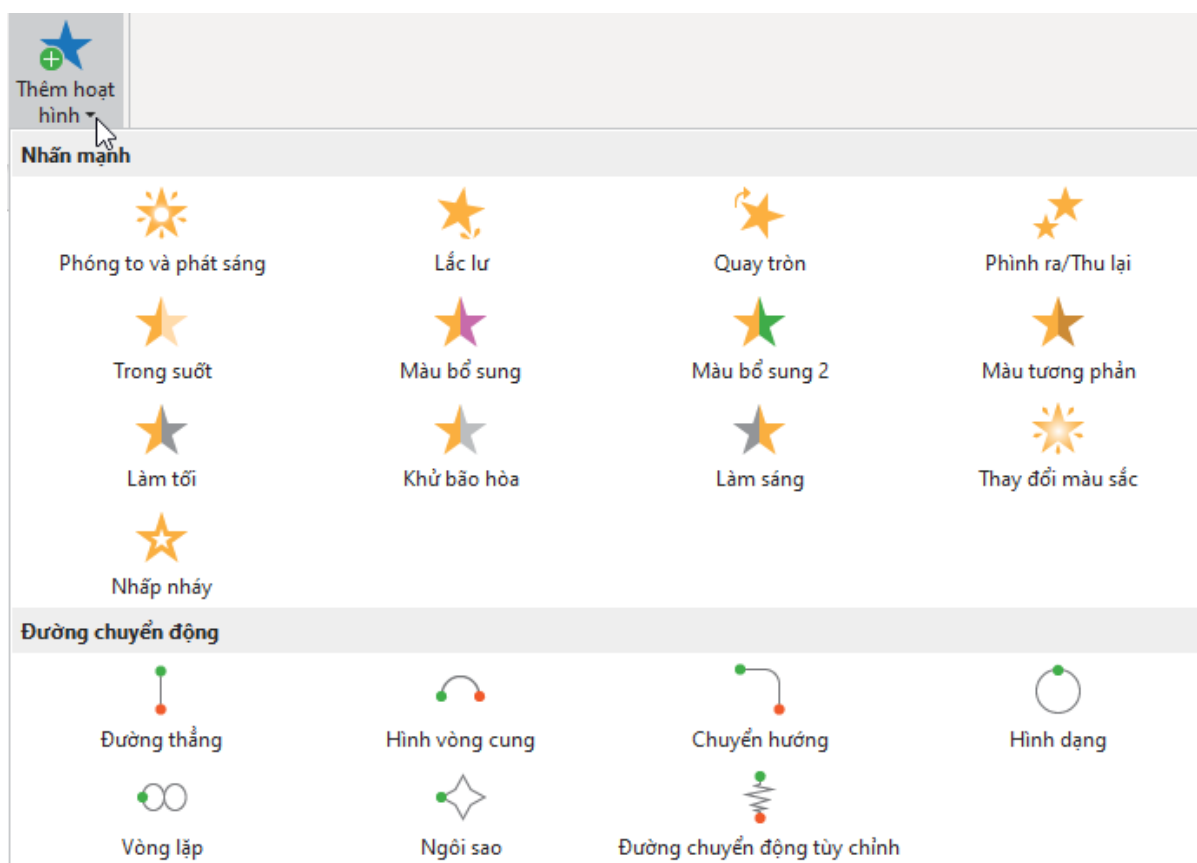 Thêm hoạt
hình
Nhấn mạnh
Phóng to và phát sáng
Lắc lư
Quay tròn
Phình ra/Thu lại
Trong suốt
Màu bổ sung
Màu bổ sung 2
Màu tương phản
Làm tối
Khử bão hòa
Làm sáng
Thay đổi màu sắc
Nhấp nháy
Đường chuyển động
Đường thẳng
Hình vòng cung
Chuyển hướng
Hình dạng
Vòng lặp
Ngôi sao
Đường chuyển động tùy chỉnh